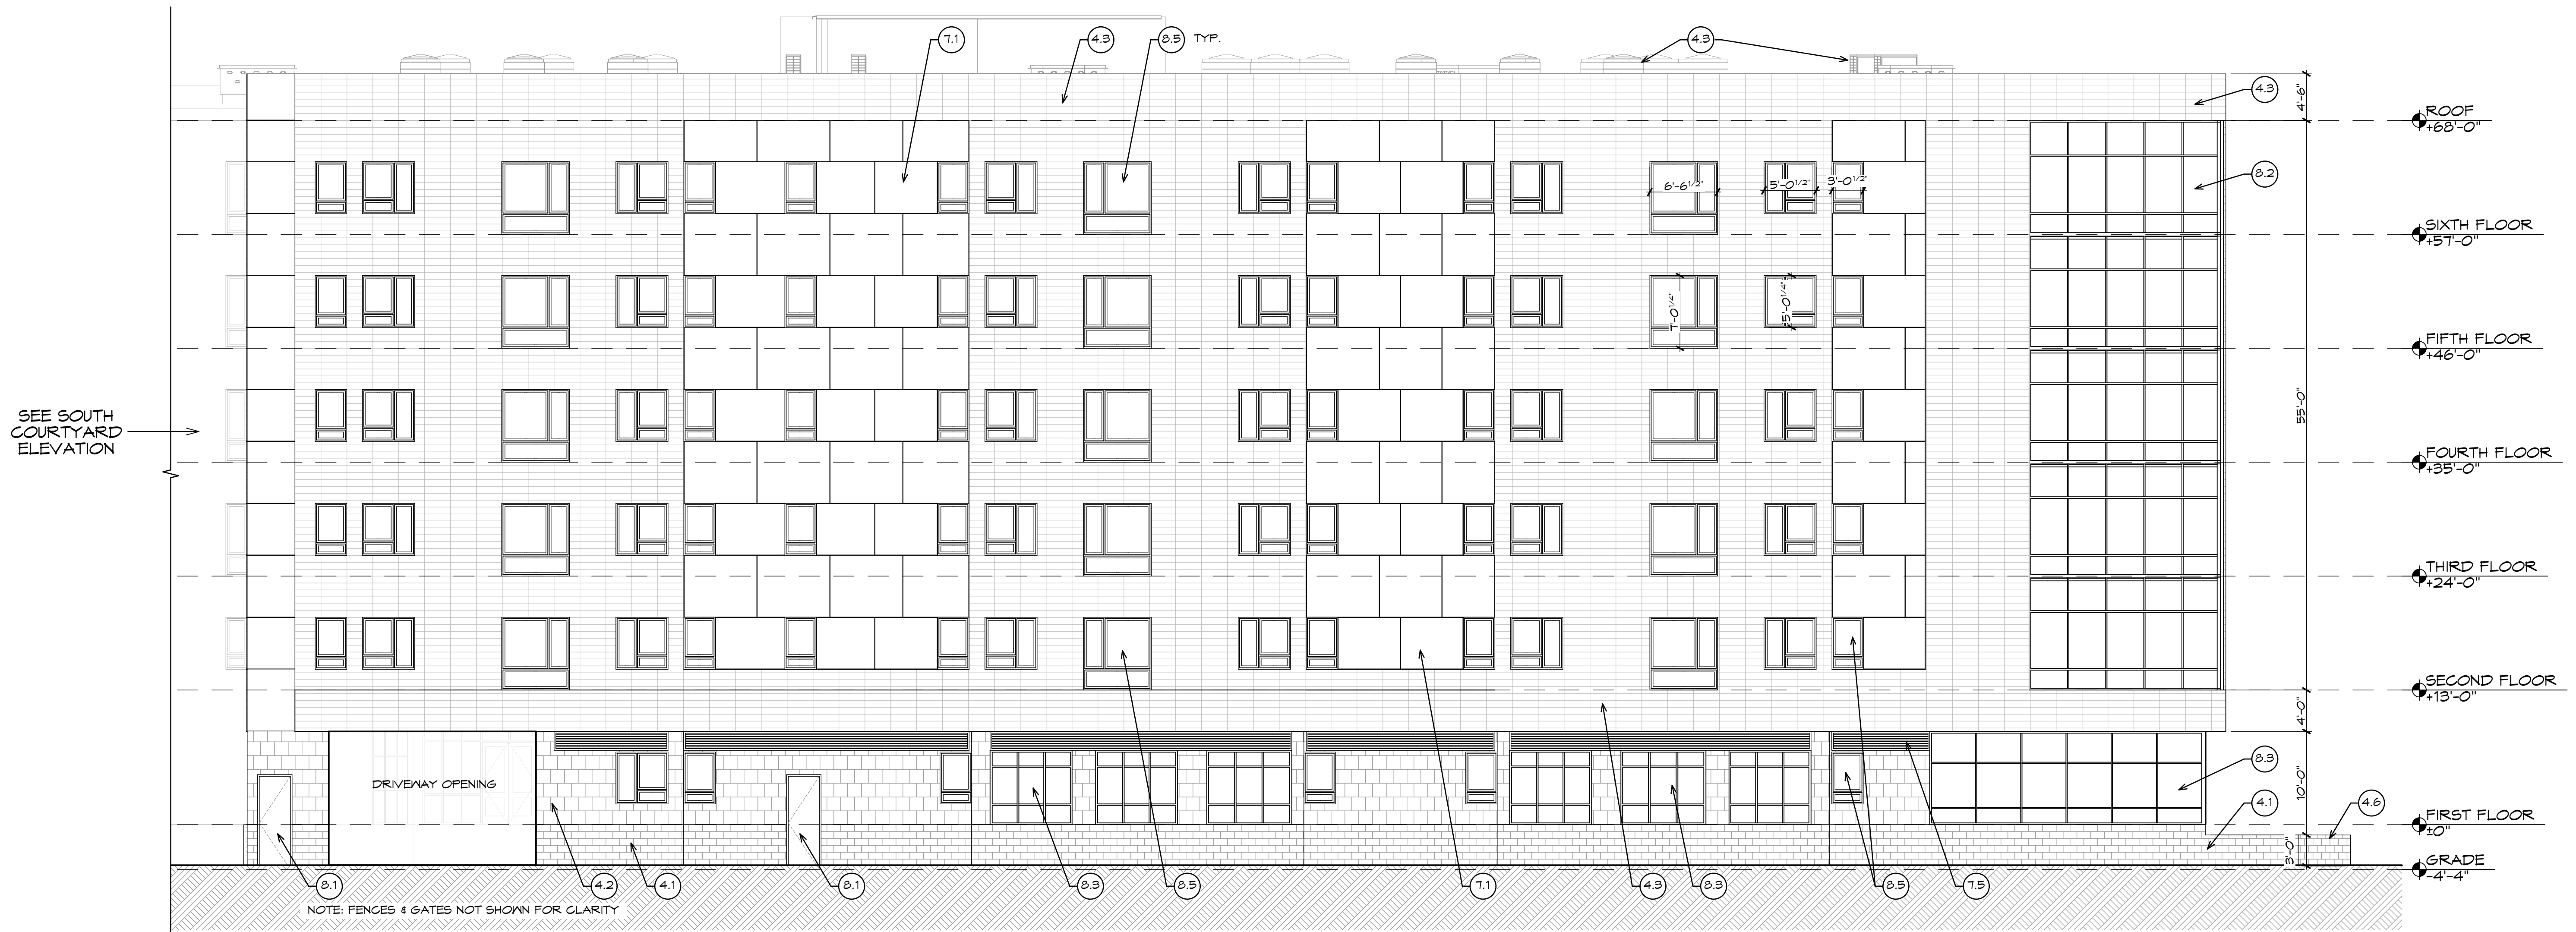 7.1
4.3
8.5 TYP.
4.3
4.3
4'-6"
ROOF
+68'-0"
8.2
6'-6 1/2"
5'-0 1/2"
3'-0 1/2"
SIXTH FLOOR
+57'-0"
7'-0 1/4"
5'-0 1/4"
FIFTH FLOOR
+46'-0"
SEE SOUTH
COURTYARD
ELEVATION
55'-0"
FOURTH FLOOR
+35'-0"
THIRD FLOOR
+24'-0"
SECOND FLOOR
+13'-0"
4'-0"
DRIVEWAY OPENING
8.3
10'-0"
4.1
4.6
FIRST FLOOR
±0"
3'-0"
GRADE
-4'-4"
8.1
4.2
4.1
8.1
8.3
8.5
7.1
4.3
8.3
8.5
7.5
NOTE: FENCES & GATES NOT SHOWN FOR CLARITY